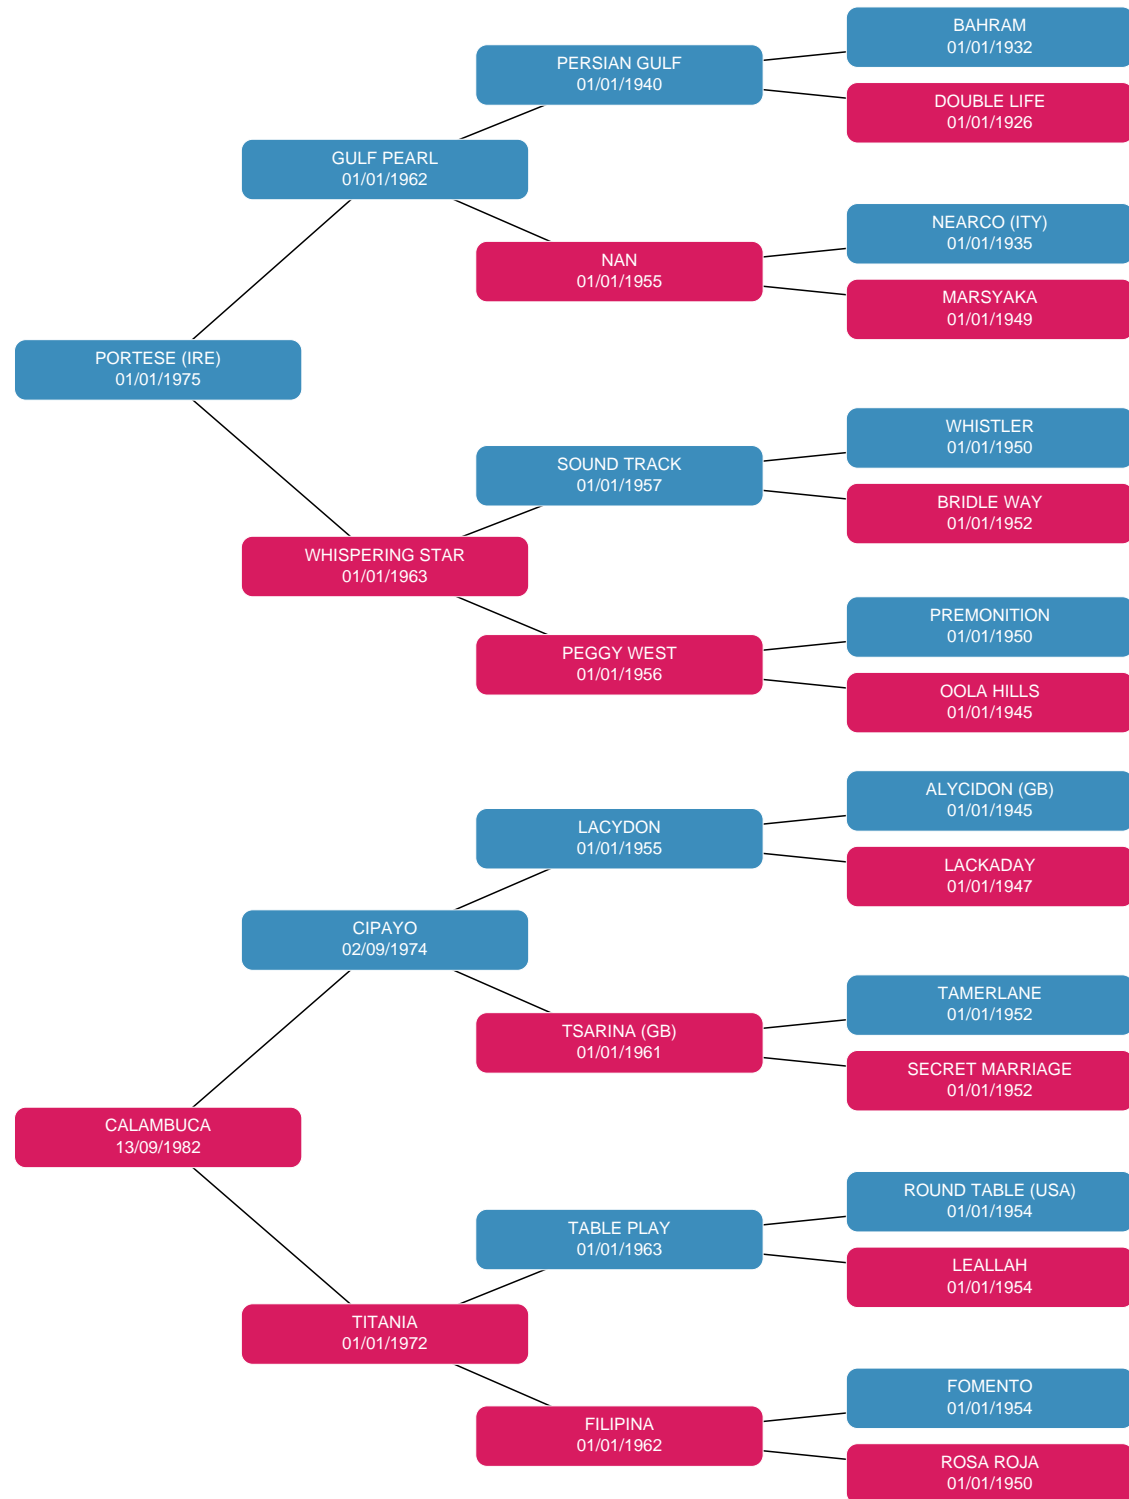 BAHRAM
01/01/1932
PERSIAN GULF
01/01/1940
DOUBLE LIFE
01/01/1926
GULF PEARL
01/01/1962
NEARCO (ITY)
01/01/1935
NAN
01/01/1955
MARSYAKA
01/01/1949
PORTESE (IRE)
01/01/1975
WHISTLER
01/01/1950
SOUND TRACK
01/01/1957
BRIDLE WAY
01/01/1952
WHISPERING STAR
01/01/1963
PREMONITION
01/01/1950
PEGGY WEST
01/01/1956
OOLA HILLS
01/01/1945
ALYCIDON (GB)
01/01/1945
LACYDON
01/01/1955
LACKADAY
01/01/1947
CIPAYO
02/09/1974
TAMERLANE
01/01/1952
TSARINA (GB)
01/01/1961
SECRET MARRIAGE
01/01/1952
CALAMBUCA
13/09/1982
ROUND TABLE (USA)
01/01/1954
TABLE PLAY
01/01/1963
LEALLAH
01/01/1954
TITANIA
01/01/1972
FOMENTO
01/01/1954
FILIPINA
01/01/1962
ROSA ROJA
01/01/1950